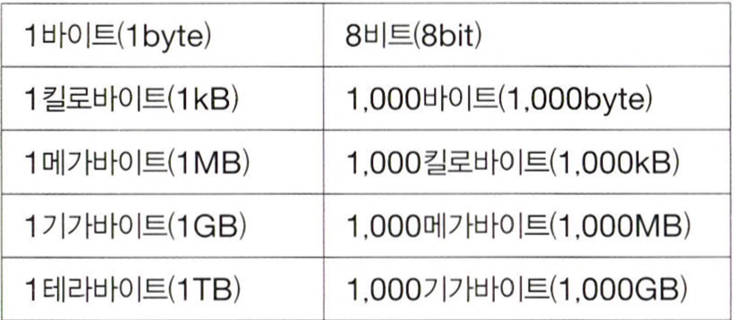 1바이트(1byte) 8비트(8bit)
1킬로바이트(1kB) 1,000바이트(1,000byte)
1메가바이트(1MB) 1,000킬로바이트(1,000kB)
1기가바이트(1GB) 1,000메가바이트(1,000MB)
1테라바이트(1TB) 1,000기가바이트(1,000GB)